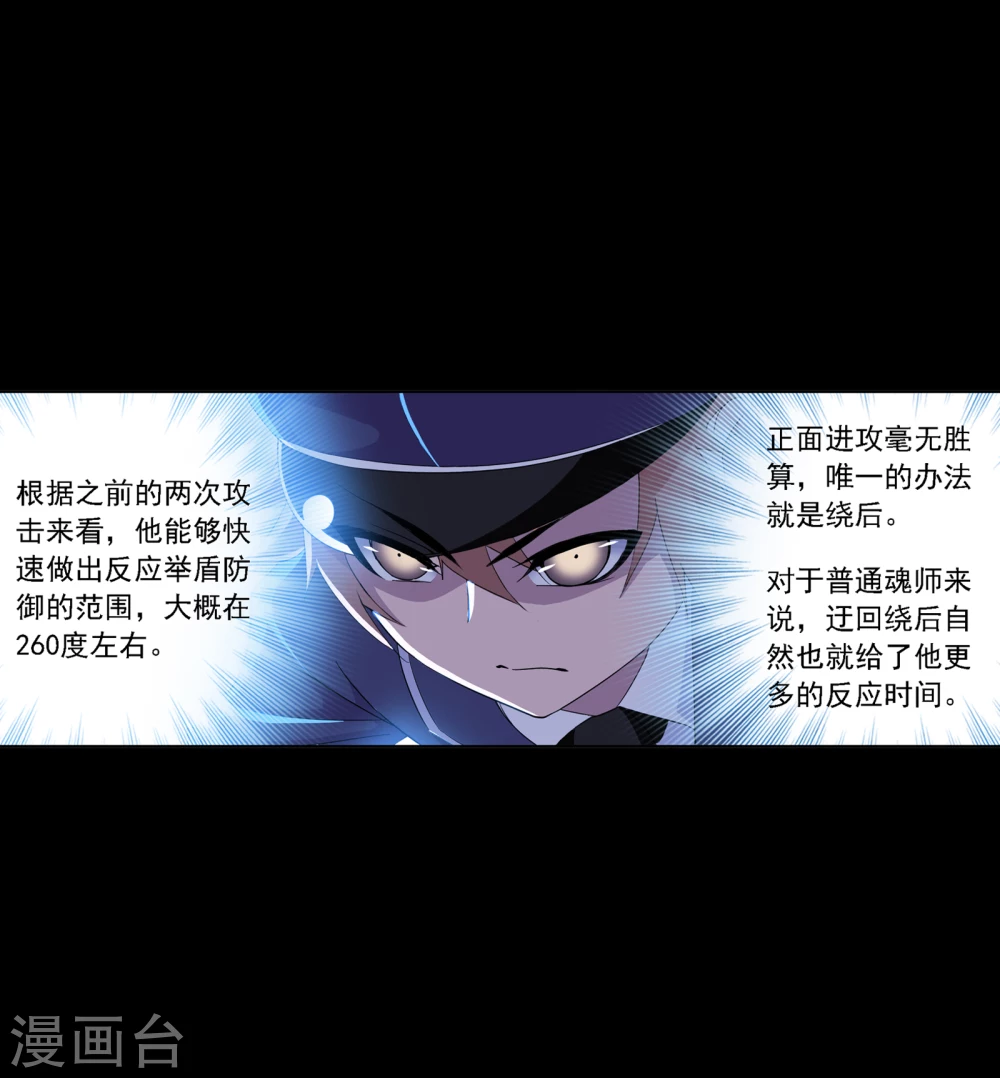 根据之前的两次攻
击来看，他能够快
速做出反应举盾防
御的范围，大概在
260度左右。
正面进攻毫无胜
算，唯一的办法
就是绕后。
对于普通魂师来
说，迂回绕后自
然也就给了他更
多的反应时间。
漫画台